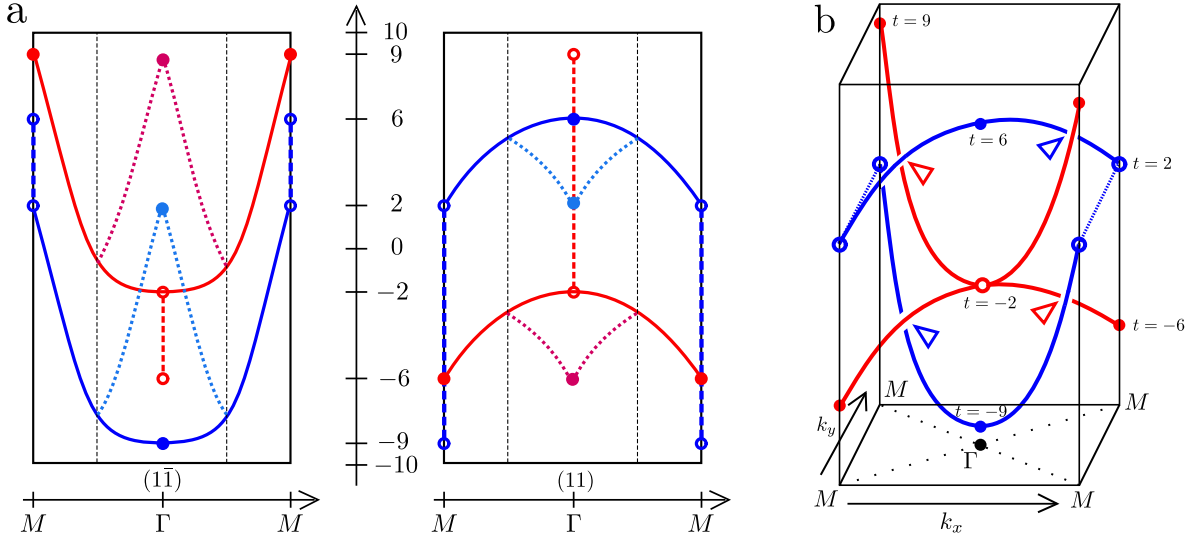 a
10
9
6
2
0
−2
−6
−9
−10
(11̅)
M
Γ
M
(11)
M
Γ
M
b
t = 9
t = 6
t = 2
t = −2
t = −6
t = −9
M
M
k_y
Γ
M
M
k_x